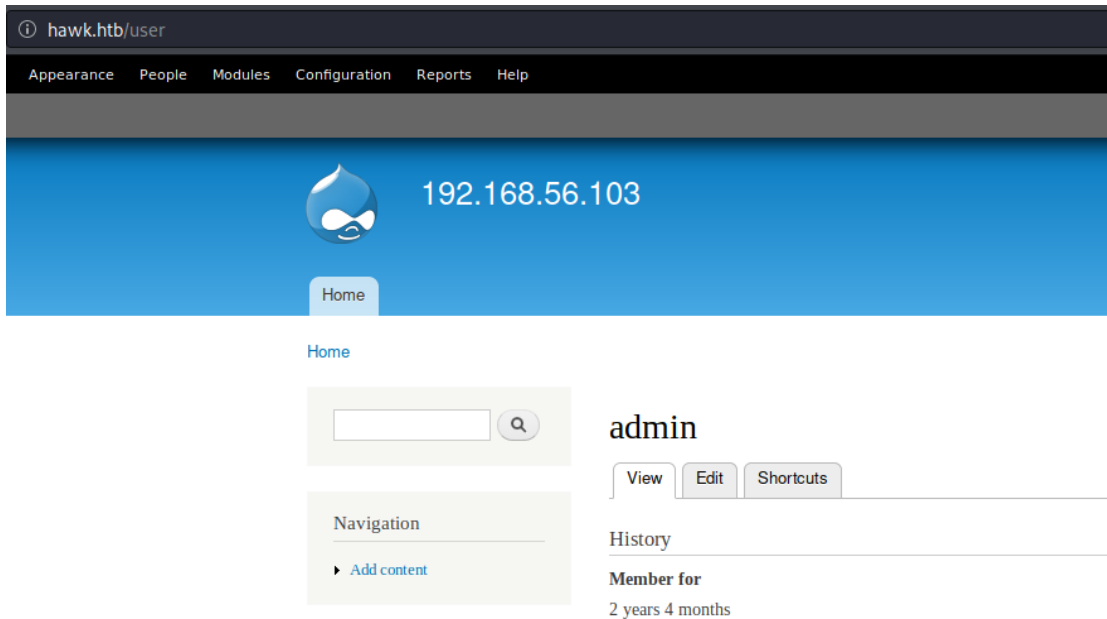 hawk.htb/user
Appearance People Modules Configuration Reports Help
192.168.56.103
Home
Home
admin
View Edit Shortcuts
Navigation
History
Add content
Member for
2 years 4 months